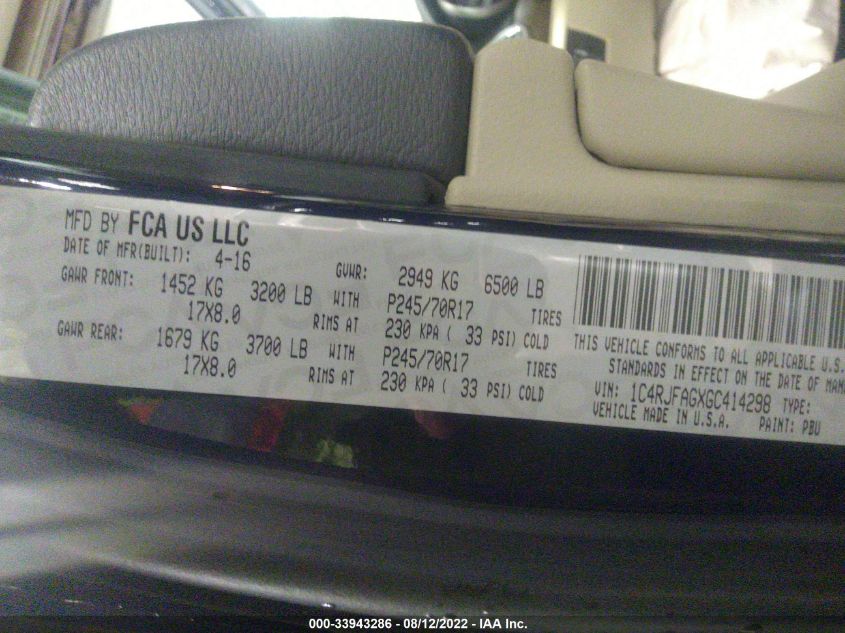 MFD BY FCA US LLC
DATE OF MFR(BUILT): 4-16 GVWR: 2949 KG 6500 LB
GAWR FRONT: 1452 KG 3200 LB WITH P245/70R17 TIRES
17X8.0 RIMS AT 230 KPA ( 33 PSI) COLD
GAWR REAR: 1679 KG 3700 LB WITH P245/70R17 TIRES
17X8.0 RIMS AT 230 KPA ( 33 PSI) COLD
THIS VEHICLE CONFORMS TO ALL APPLICABLE U.S.
STANDARDS IN EFFECT ON THE DATE OF MAN
VIN: 1C4RJFAGXGC414298 TYPE:
VEHICLE MADE IN U.S.A. PAINT: PBU
000-33943286 - 08/12/2022 - IAA Inc.